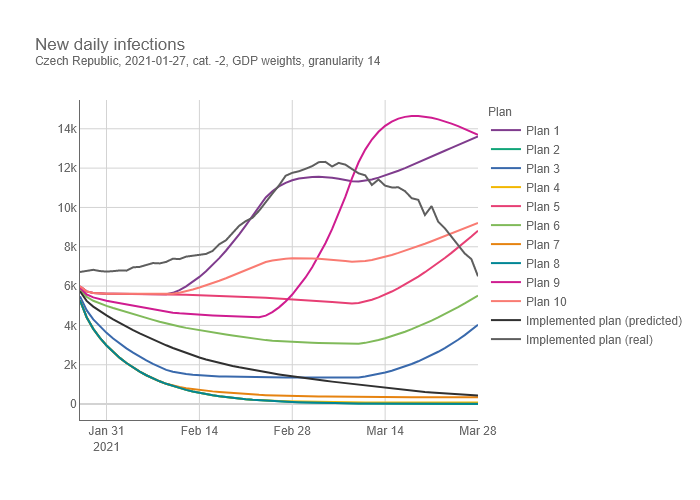 New daily infections
Czech Republic, 2021-01-27, cat. -2, GDP weights, granularity 14
Plan
Plan 1
Plan 2
Plan 3
Plan 4
Plan 5
Plan 6
Plan 7
Plan 8
Plan 9
Plan 10
Implemented plan (predicted)
Implemented plan (real)
14k
12k
10k
8k
6k
4k
2k
0
Jan 31 Feb 14 Feb 28 Mar 14 Mar 28
2021